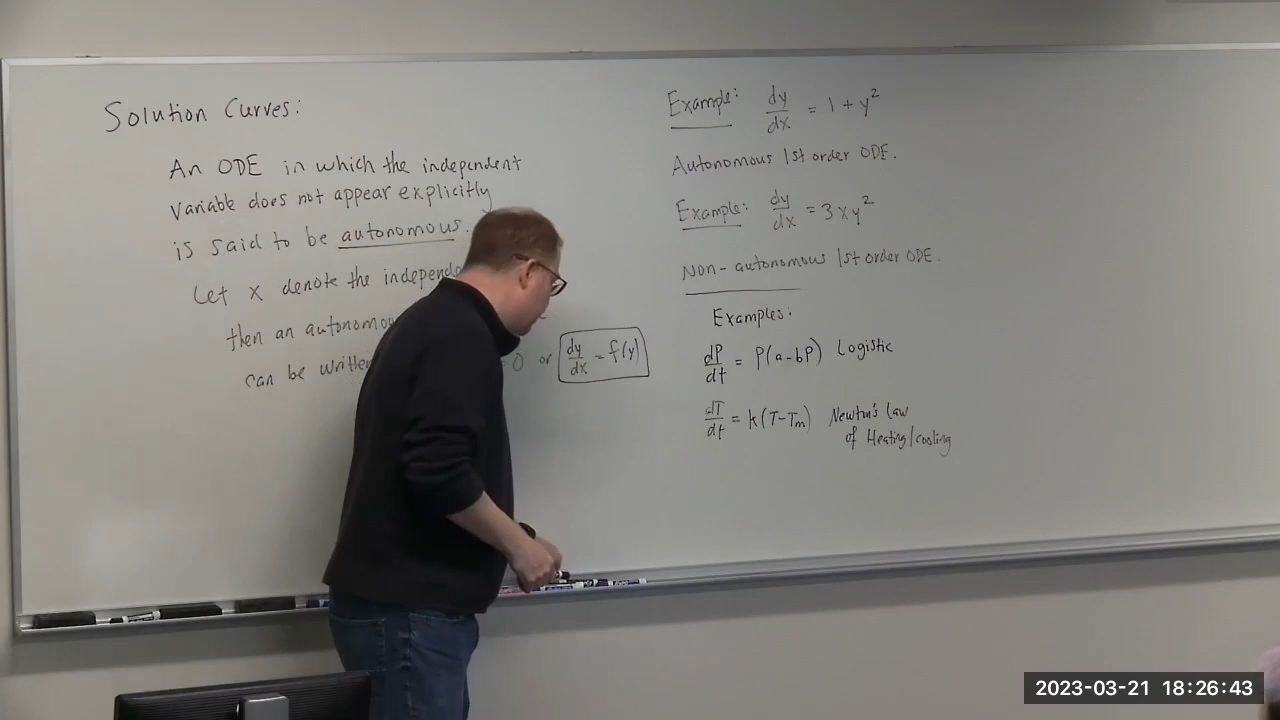 Solution Curves:
An ODE in which the independent
variable does not appear explicitly
is said to be autonomous.
Let x denote the
then an
can be
= 0 or dy/dx = f(y)
Example: dy/dx = 1 + y²
Autonomous 1st order ODE.
Example: dy/dx = 3xy²
Non-autonomous 1st order ODE.
Examples:
dP/dt = P(a-bP) Logistic
dT/dt = k(T-Tm) Newton's Law
of Heating/cooling
2023-03-21 18:26:43